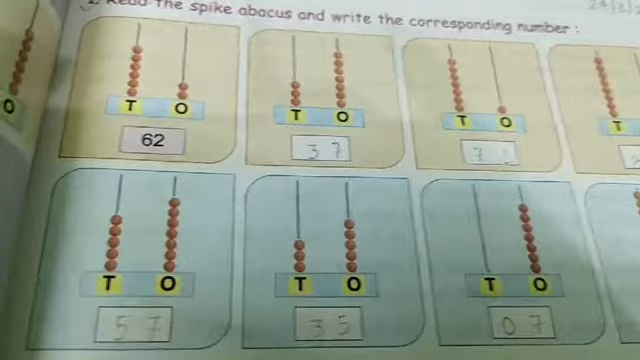 Read the spike abacus and write the corresponding number :
O
T O
T O
T O
T
62
3 7
7
T O
T O
T O
5 7
3 5
0 7